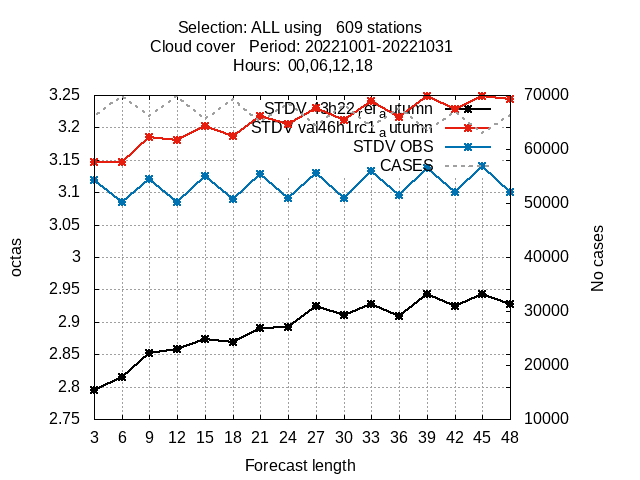 Selection: ALL using   609 stations
Cloud cover   Period: 20221001-20221031
Hours:  00,06,12,18
3.25
3.2
3.15
3.1
3.05
3
2.95
2.9
2.85
2.8
2.75
70000
60000
50000
40000
30000
20000
10000
STDV
STDV val46h1rc1
STDV OBS
CASES
octas
No cases
3 6 9 12 15 18 21 24 27 30 33 36 39 42 45 48
Forecast length